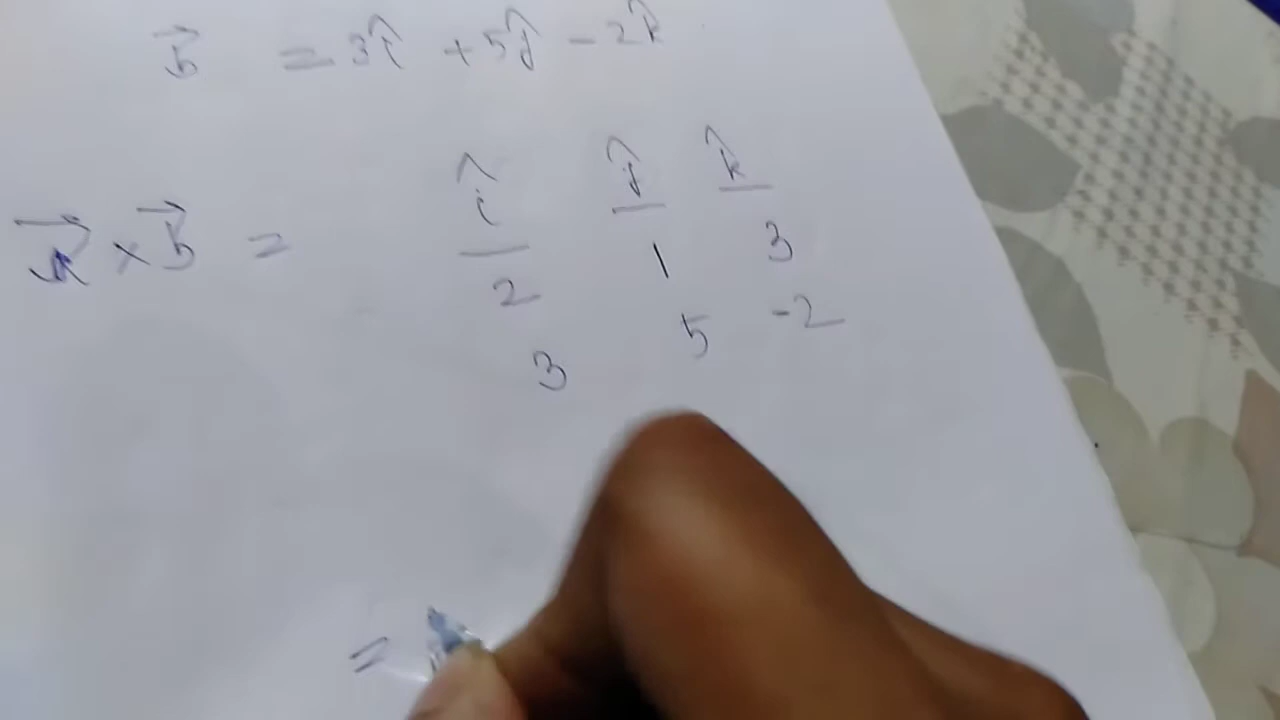 b⃗ = 3î + 5ĵ - 2k̂
a⃗ × b⃗ = î ĵ k̂
2 1 3
3 5 -2
=